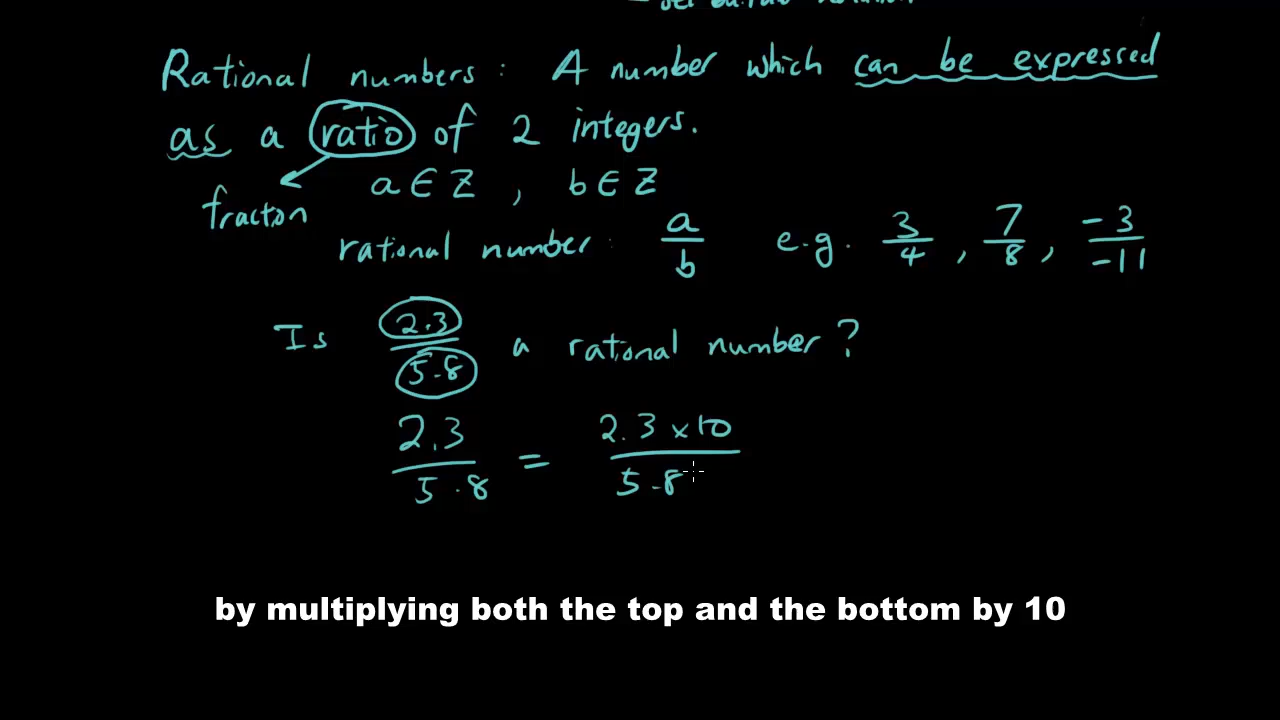 Rational numbers : A number which can be expressed
as a ratio of 2 integers.
fracton
a ∈ Z , b ∈ Z
rational number : a/b e.g. 3/4 , 7/8 , -3/-11
Is 2.3/5.8 a rational number ?
2.3/5.8 = 2.3 x 10/5.8
by multiplying both the top and the bottom by 10